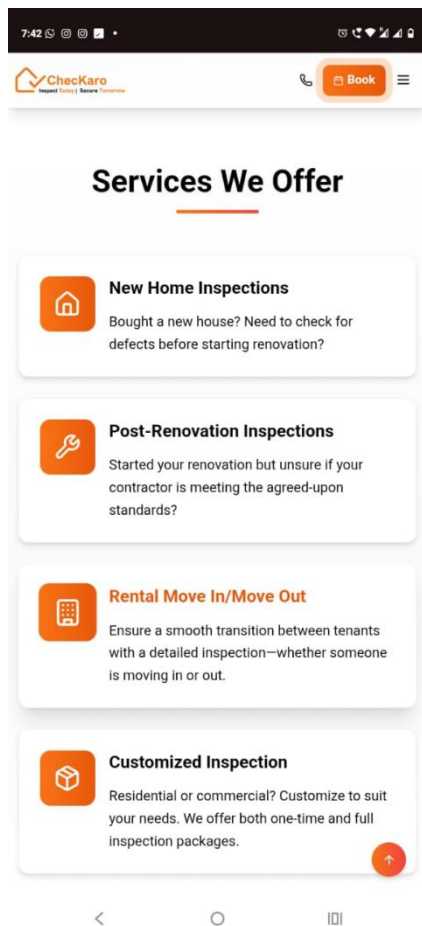 7:42
ChecKaro
Inspect Today | Secure Tomorrow
Book
Services We Offer
New Home Inspections
Bought a new house? Need to check for
defects before starting renovation?
Post-Renovation Inspections
Started your renovation but unsure if your
contractor is meeting the agreed-upon
standards?
Rental Move In/Move Out
Ensure a smooth transition between tenants
with a detailed inspection—whether someone
is moving in or out.
Customized Inspection
Residential or commercial? Customize to suit
your needs. We offer both one-time and full
inspection packages.